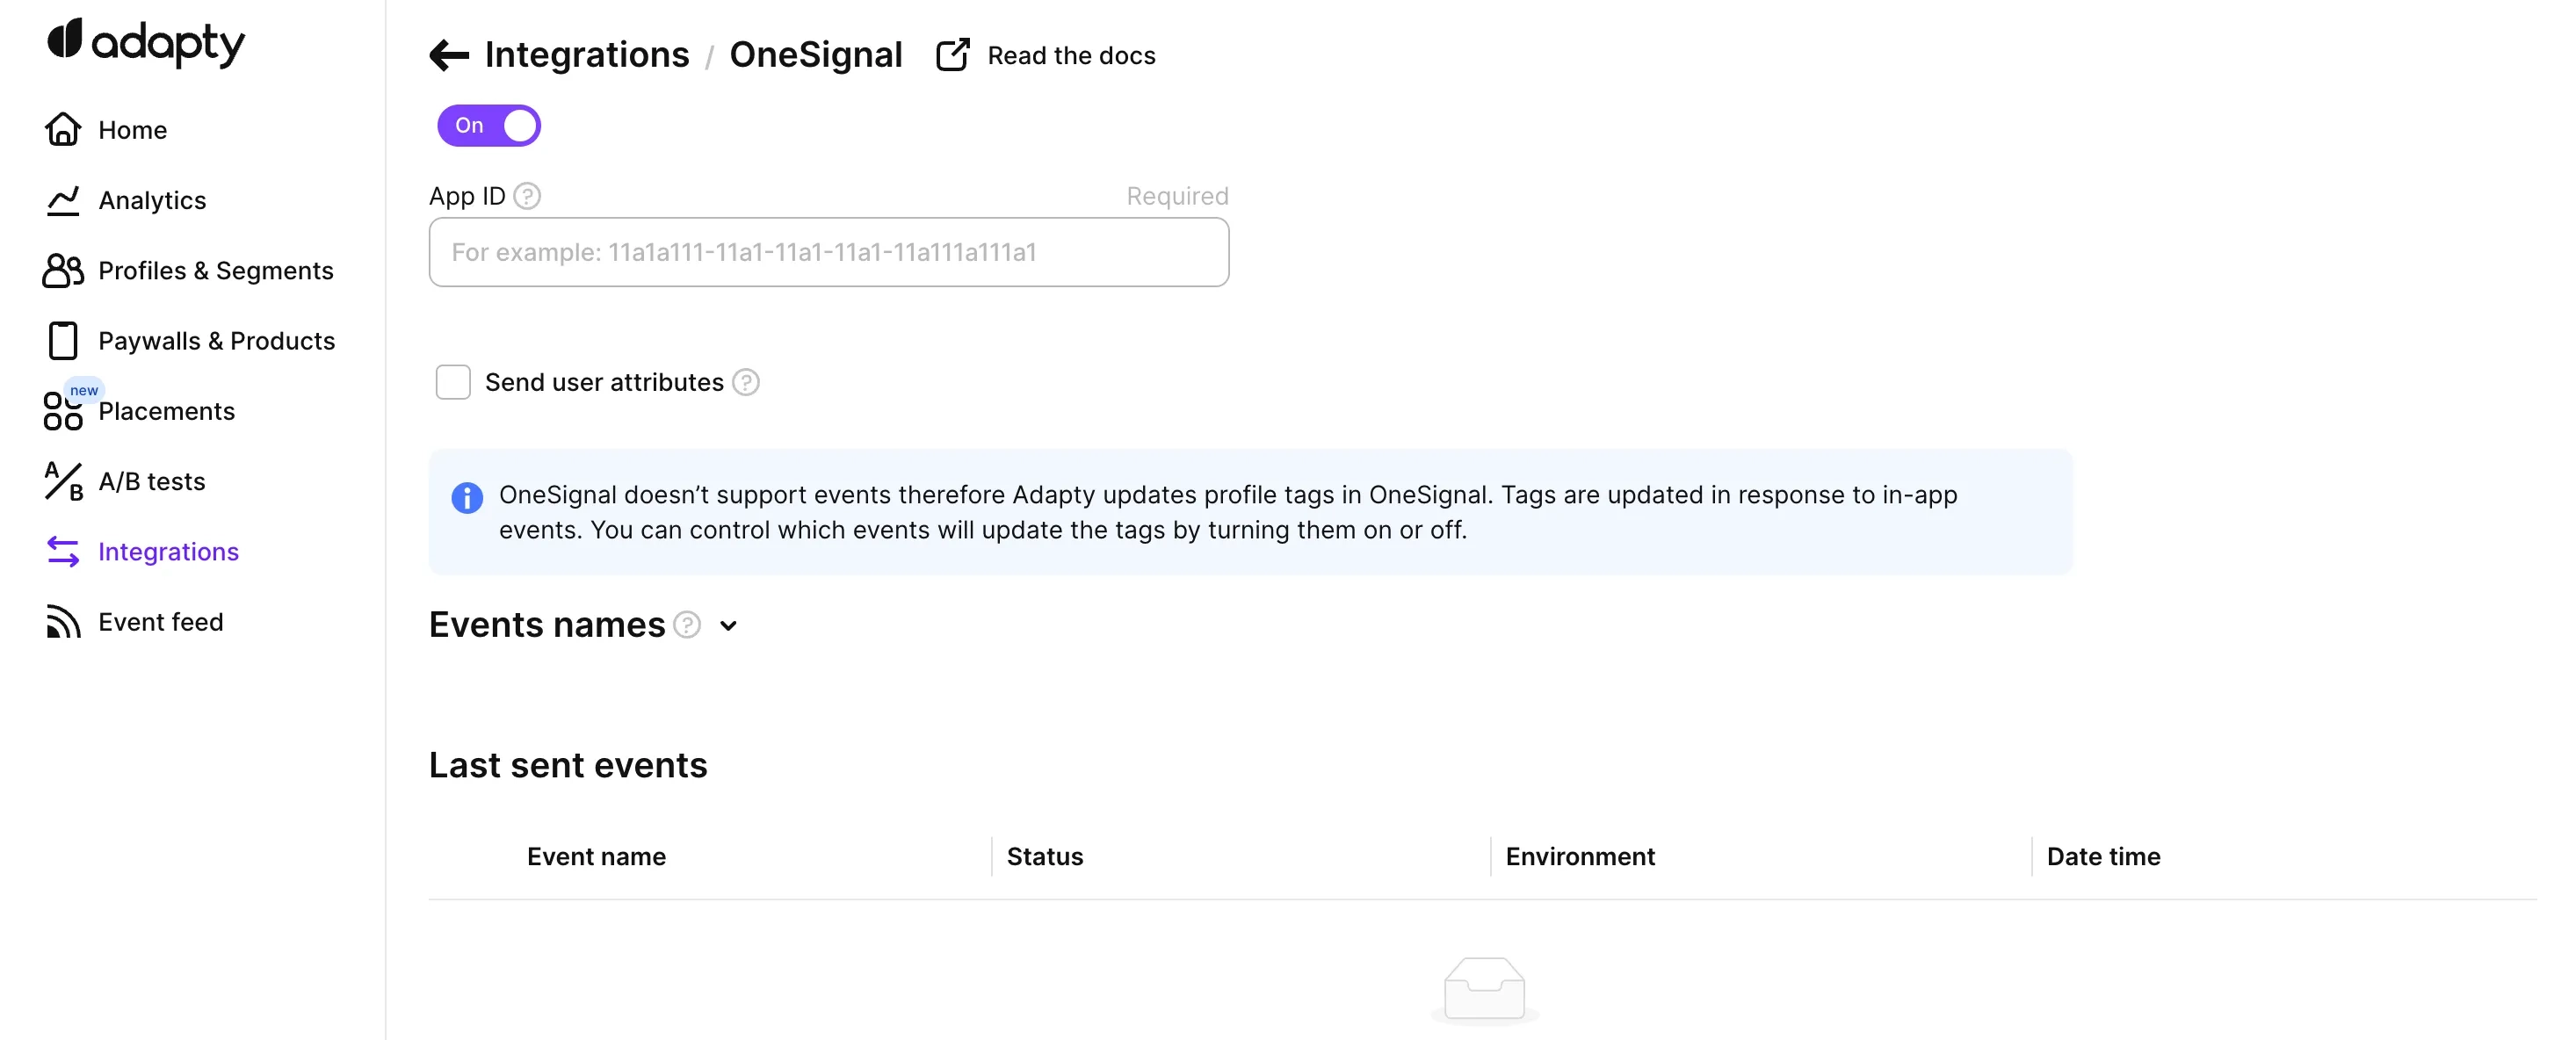 adapty
Home
Analytics
Profiles & Segments
Paywalls & Products
new
Placements
A/B tests
Integrations
Event feed
Integrations / OneSignal Read the docs
On
App ID ? Required
For example: 11a1a111-11a1-11a1-11a1-11a111a111a1
Send user attributes ?
OneSignal doesn’t support events therefore Adapty updates profile tags in OneSignal. Tags are updated in response to in-app
events. You can control which events will update the tags by turning them on or off.
Events names ?
Last sent events
Event name Status Environment Date time